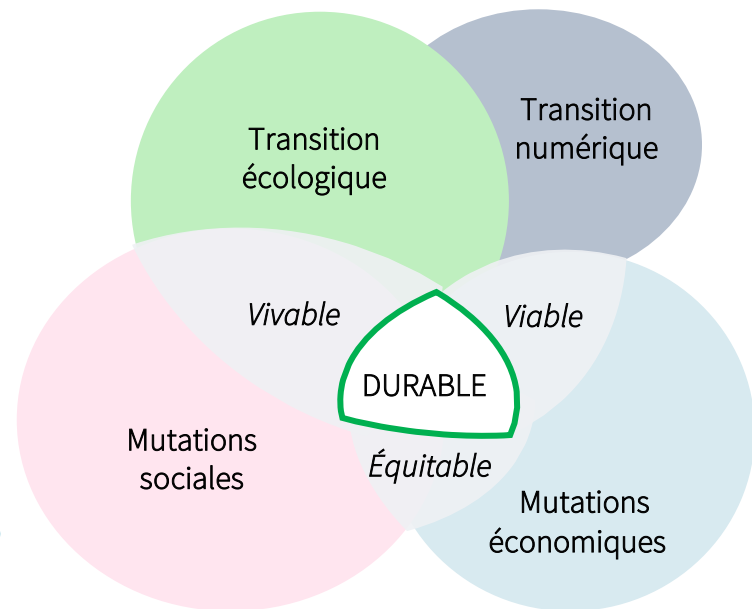 Transition
numérique
Transition
écologique
Vivable
Viable
DURABLE
Mutations
sociales
Équitable
Mutations
économiques